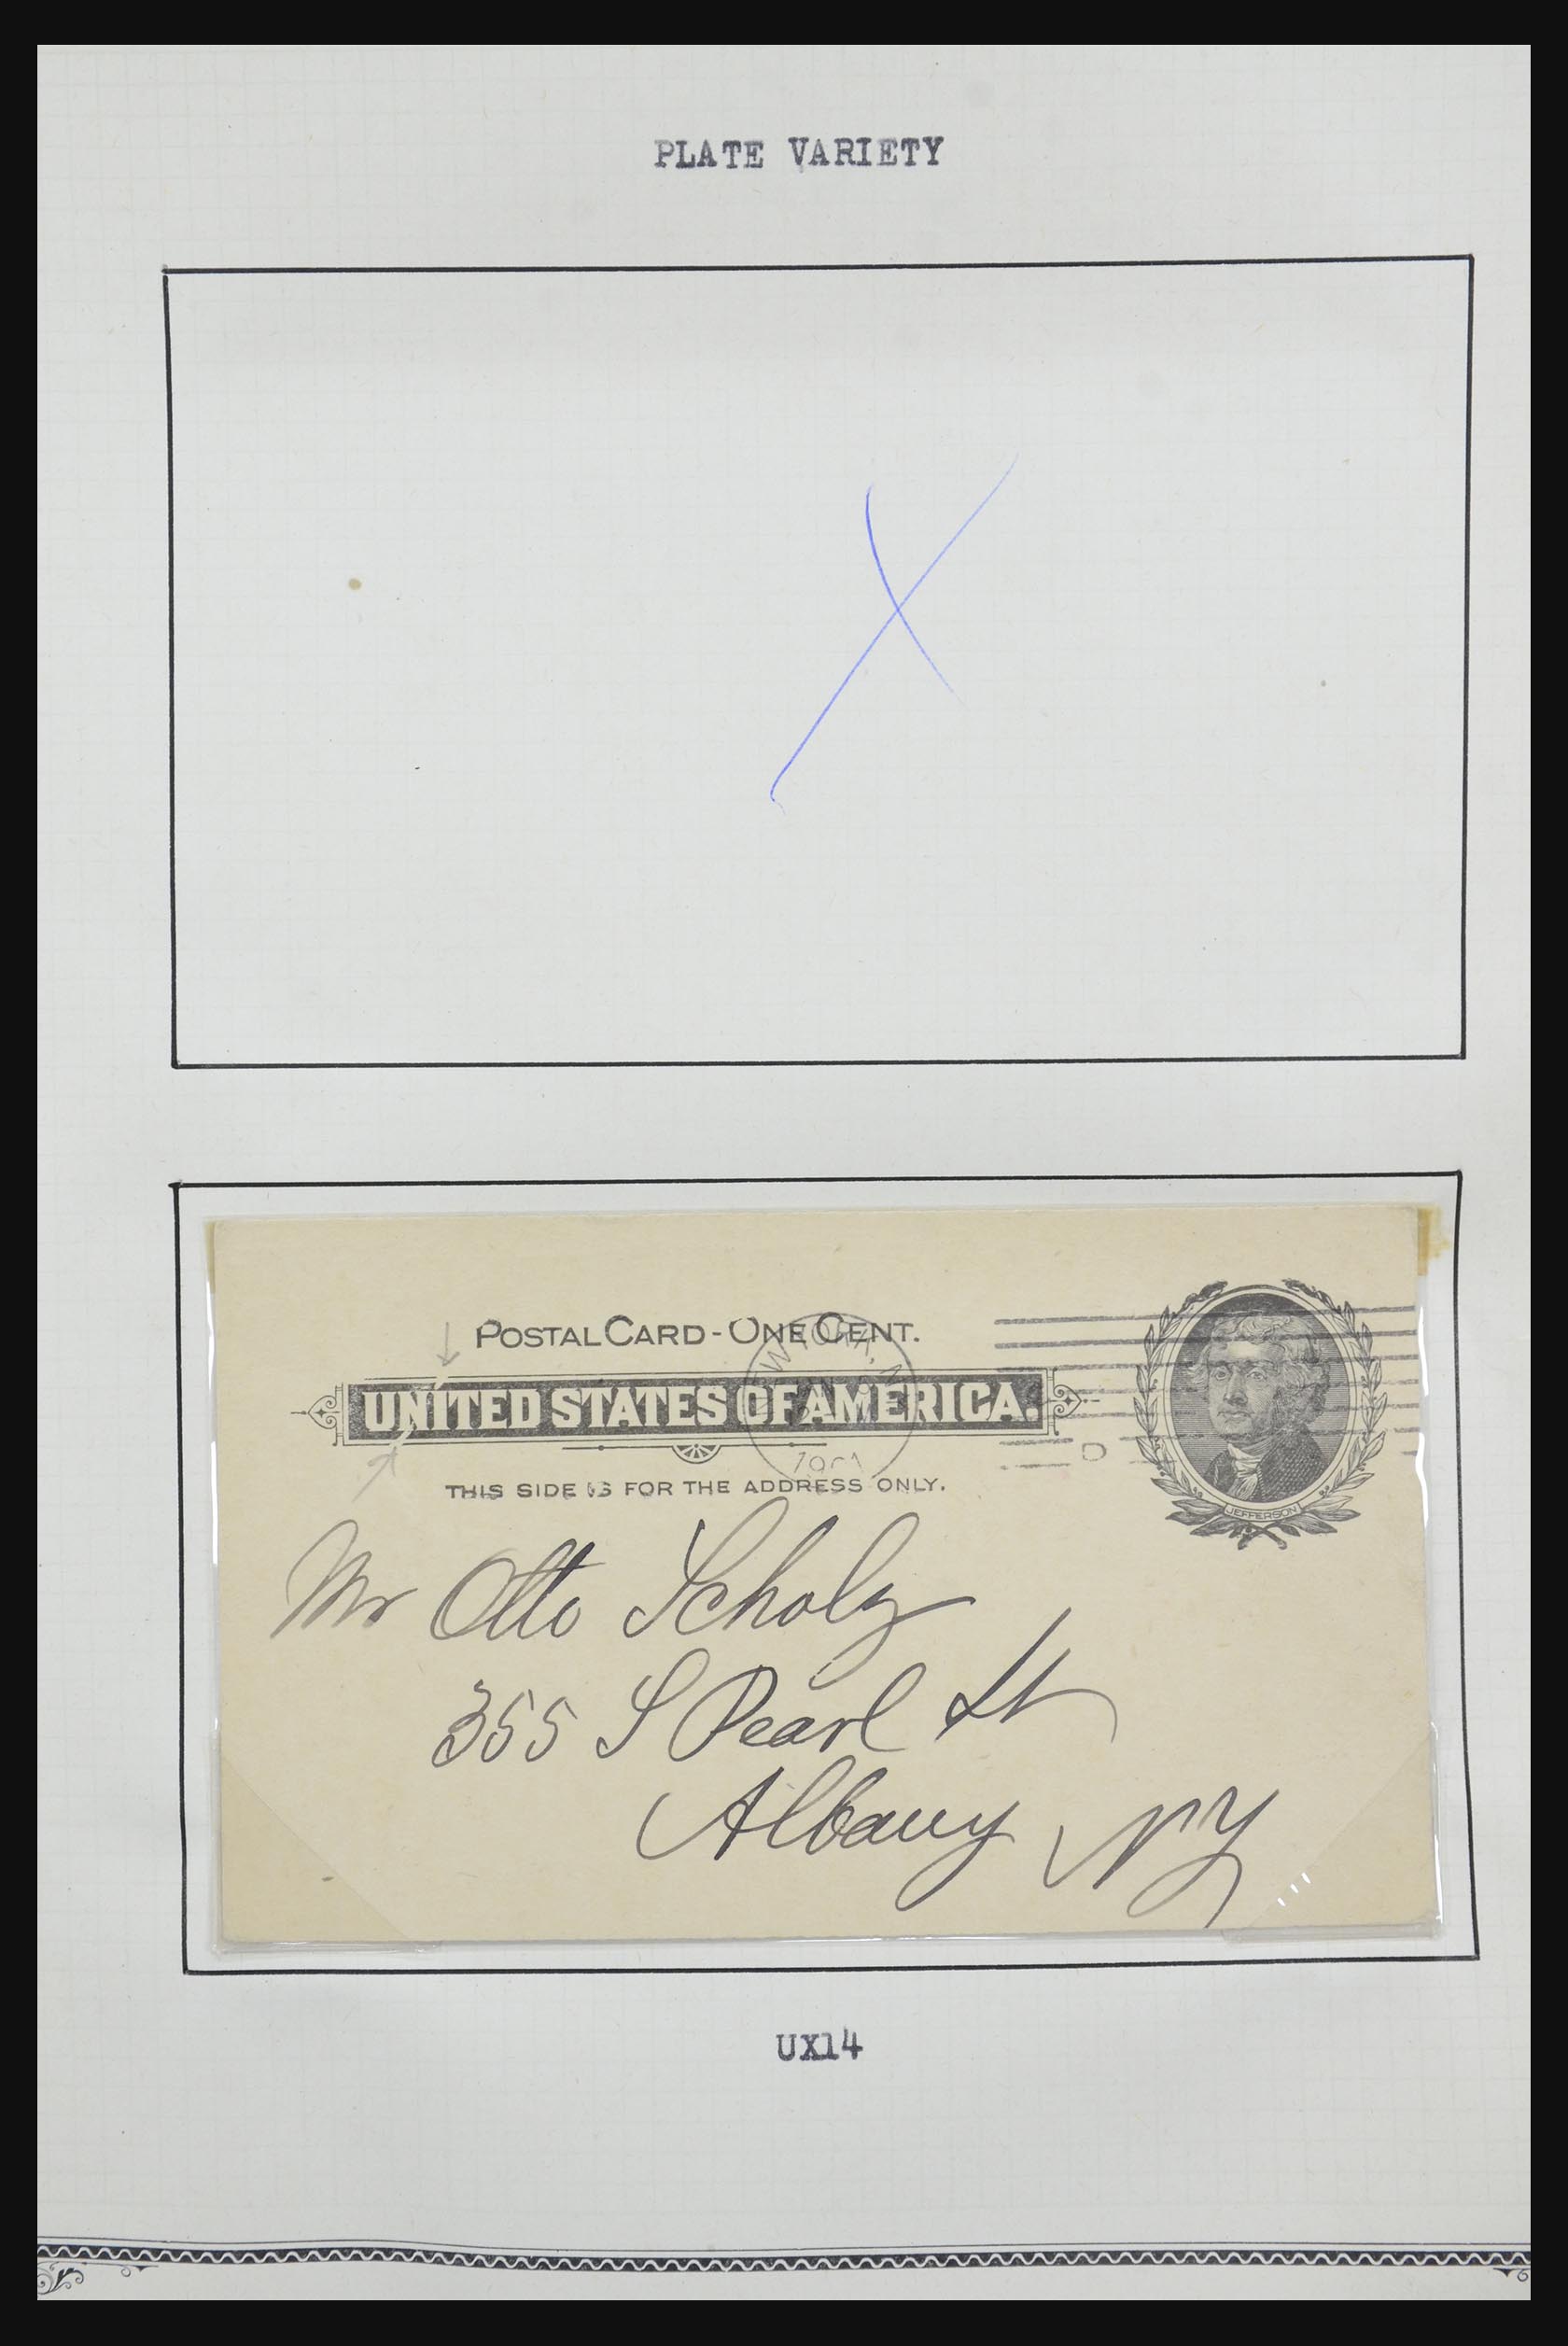 PLATE VARIETY
X
POSTAL CARD - ONE CENT.
UNITED STATES OF AMERICA.
1901
D
JEFFERSON
THIS SIDE IS FOR THE ADDRESS ONLY.
Mr Otto Scholz
355 S Pearl St
Albany NY
UX14